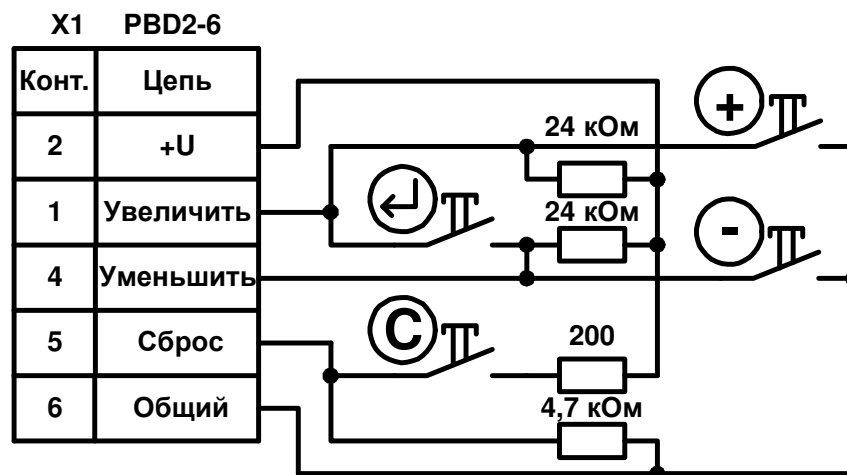 X1 PBD2-6
Конт. Цепь
2 +U
1 Увеличить
4 Уменьшить
5 Сброс
6 Общий
24 кОм
+
24 кОм
-
C
200
4,7 кОм